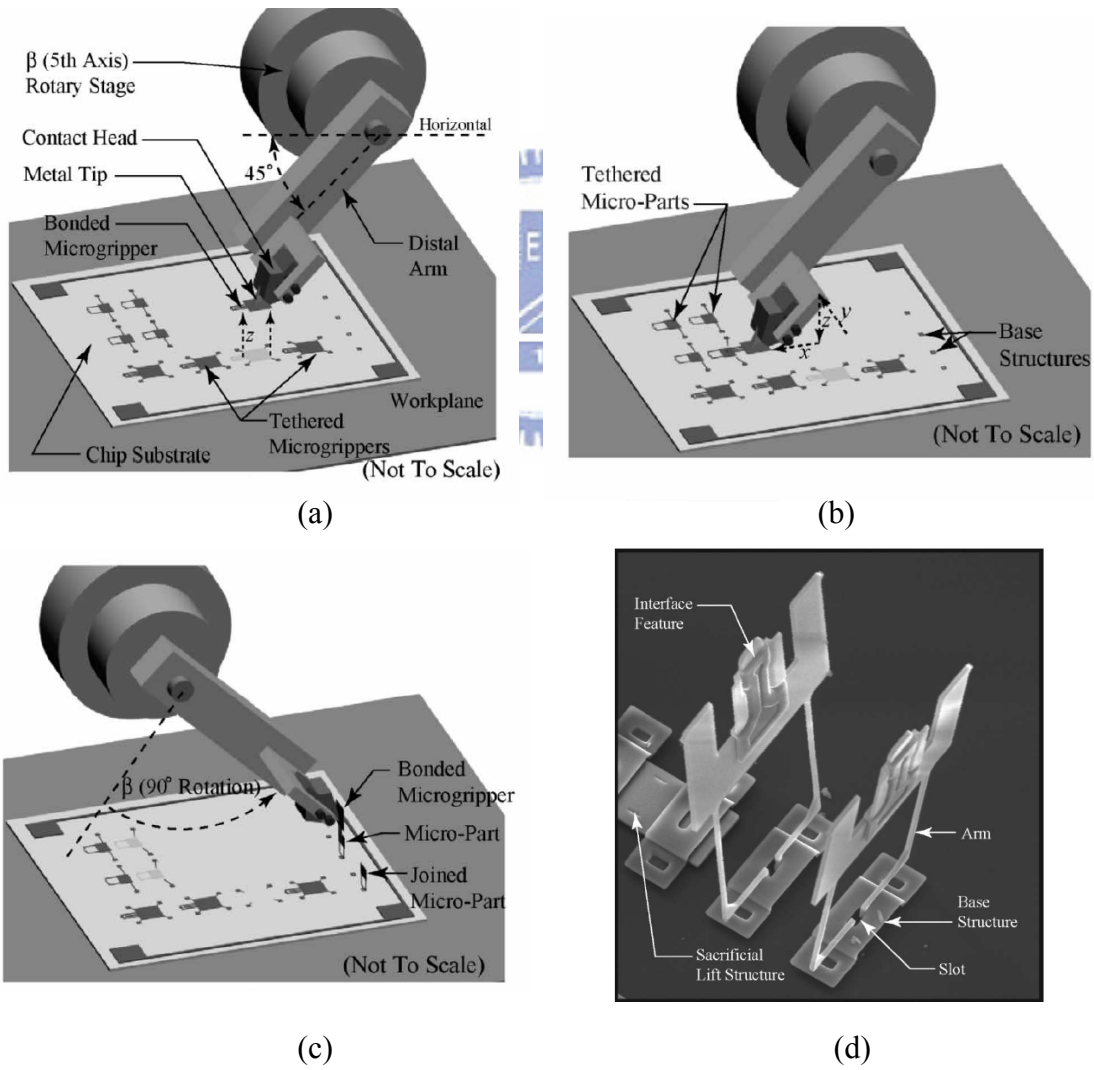 β (5th Axis)
Rotary Stage
Horizontal
Contact Head
45°
Metal Tip
Bonded
Microgripper
Distal
Arm
z
Workplane
Tethered
Microgrippers
Chip Substrate
(Not To Scale)
(a)
Tethered
Micro-Parts
z
y
x
Base
Structures
(Not To Scale)
(b)
β (90° Rotation)
Bonded
Microgripper
Micro-Part
Joined
Micro-Part
(Not To Scale)
(c)
Interface
Feature
Arm
Base
Structure
Sacrificial
Lift Structure
Slot
(d)